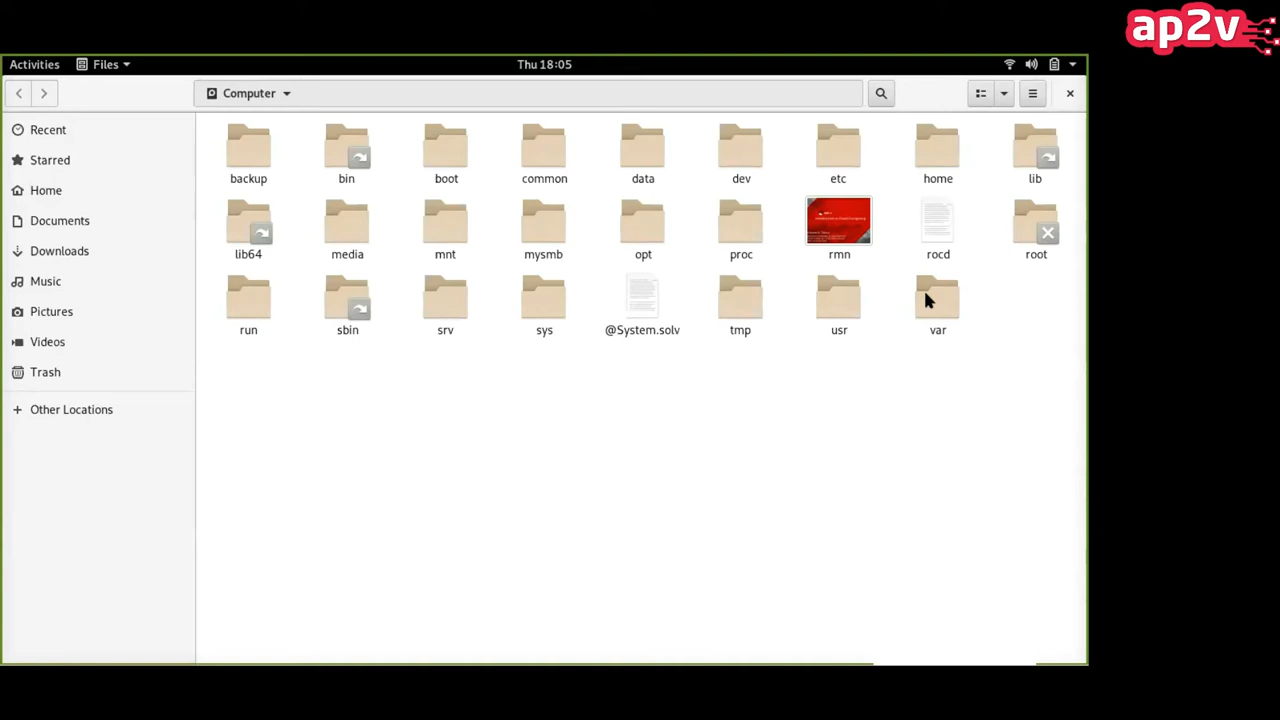 ap2v
Activities Files Thu 18:05
Computer
Recent
Starred
Home
Documents
Downloads
Music
Pictures
Videos
Trash
Other Locations
backup bin boot common data dev etc home lib
lib64 media mnt mysmb opt proc rmn rocd root
run sbin srv sys @System.solv tmp usr var